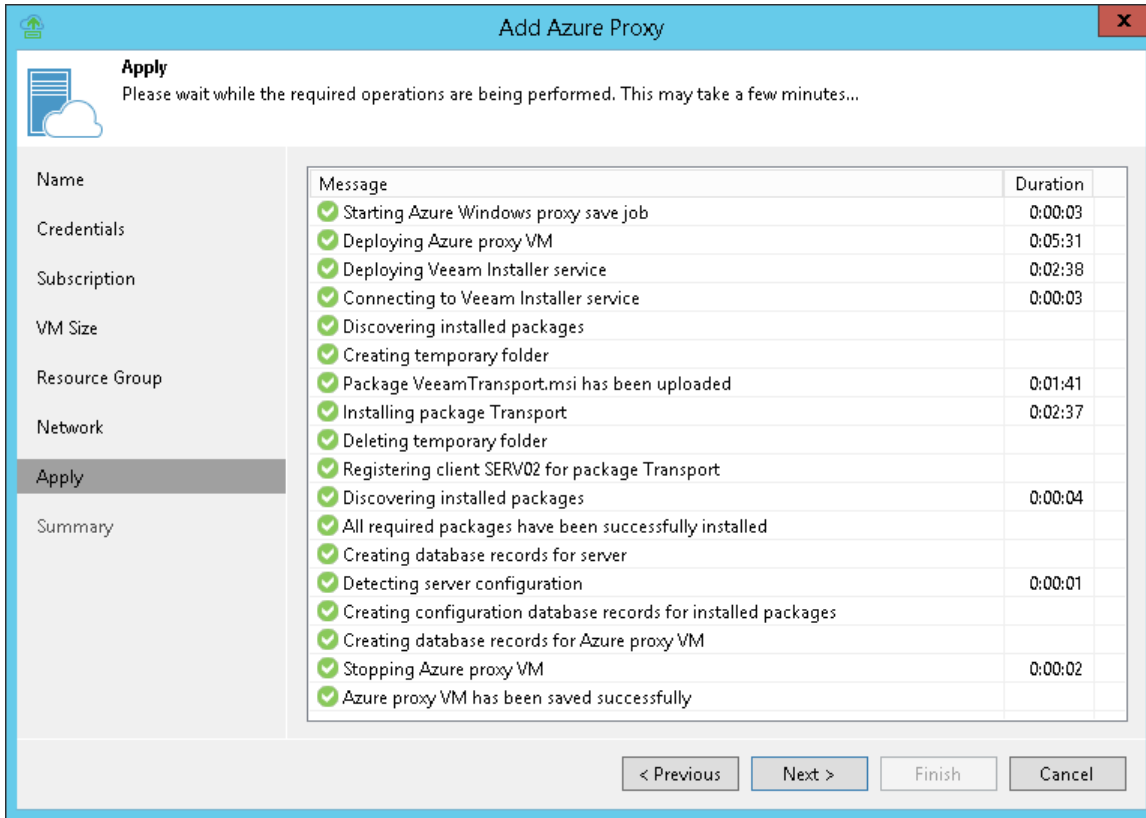 Add Azure Proxy
x
Apply
Please wait while the required operations are being performed. This may take a few minutes...
Name
Credentials
Subscription
VM Size
Resource Group
Network
Apply
Summary
Message Duration
Starting Azure Windows proxy save job 0:00:03
Deploying Azure proxy VM 0:05:31
Deploying Veeam Installer service 0:02:38
Connecting to Veeam Installer service 0:00:03
Discovering installed packages
Creating temporary folder
Package VeeamTransport.msi has been uploaded 0:01:41
Installing package Transport 0:02:37
Deleting temporary folder
Registering client SERV02 for package Transport
Discovering installed packages 0:00:04
All required packages have been successfully installed
Creating database records for server
Detecting server configuration 0:00:01
Creating configuration database records for installed packages
Creating database records for Azure proxy VM
Stopping Azure proxy VM 0:00:02
Azure proxy VM has been saved successfully
< Previous Next > Finish Cancel